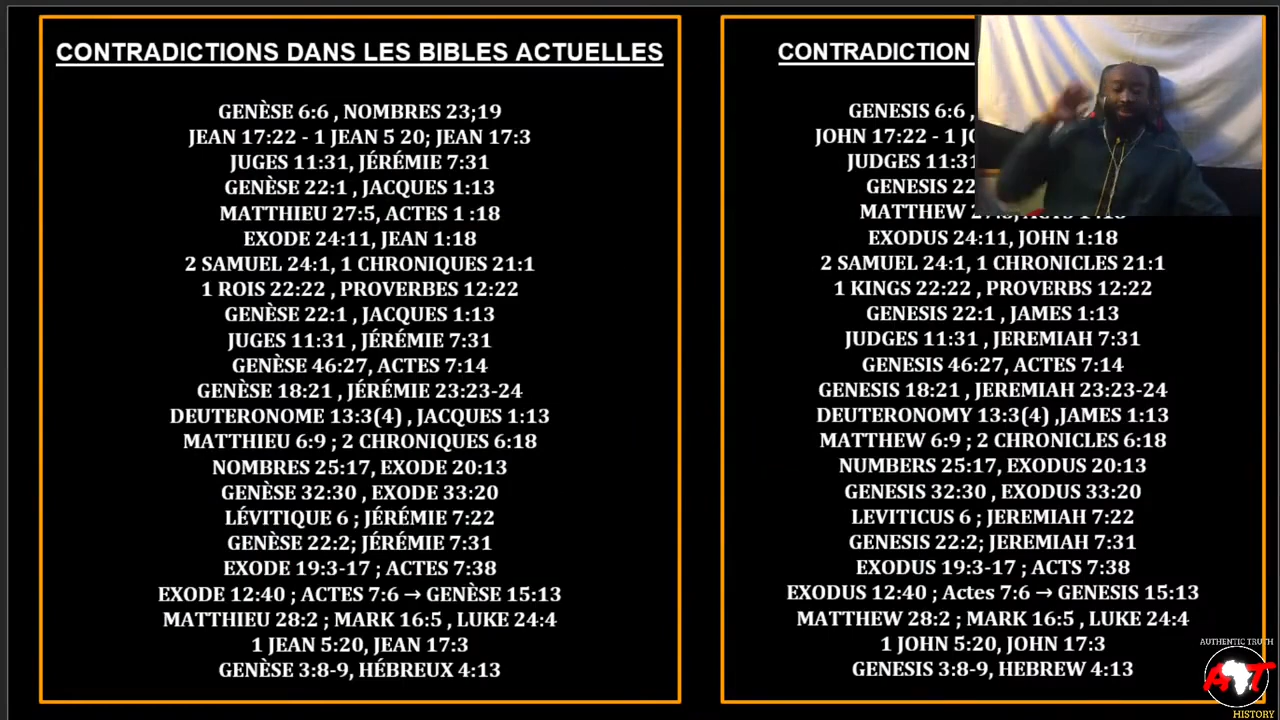 CONTRADICTIONS DANS LES BIBLES ACTUELLES
GENÈSE 6:6 , NOMBRES 23;19
JEAN 17:22 - 1 JEAN 5 20; JEAN 17:3
JUGES 11:31, JÉRÉMIE 7:31
GENÈSE 22:1 , JACQUES 1:13
MATTHIEU 27:5, ACTES 1 :18
EXODE 24:11, JEAN 1:18
2 SAMUEL 24:1, 1 CHRONIQUES 21:1
1 ROIS 22:22 , PROVERBES 12:22
GENÈSE 22:1 , JACQUES 1:13
JUGES 11:31 , JÉRÉMIE 7:31
GENÈSE 46:27, ACTES 7:14
GENÈSE 18:21 , JÉRÉMIE 23:23-24
DEUTERONOME 13:3(4) , JACQUES 1:13
MATTHIEU 6:9 ; 2 CHRONIQUES 6:18
NOMBRES 25:17, EXODE 20:13
GENÈSE 32:30 , EXODE 33:20
LÉVITIQUE 6 ; JÉRÉMIE 7:22
GENÈSE 22:2; JÉRÉMIE 7:31
EXODE 19:3-17 ; ACTES 7:38
EXODE 12:40 ; ACTES 7:6 → GENÈSE 15:13
MATTHIEU 28:2 ; MARK 16:5 , LUKE 24:4
1 JEAN 5:20, JEAN 17:3
GENÈSE 3:8-9, HÉBREUX 4:13
CONTRADICTION
GENESIS 6:6 ,
JOHN 17:22 - 1
JUDGES 11:31
GENESIS
MATTHEW
EXODUS 24:11, JOHN 1:18
2 SAMUEL 24:1, 1 CHRONICLES 21:1
1 KINGS 22:22 , PROVERBS 12:22
GENESIS 22:1 , JAMES 1:13
JUDGES 11:31 , JEREMIAH 7:31
GENESIS 46:27, ACTES 7:14
GENESIS 18:21 , JEREMIAH 23:23-24
DEUTERONOMY 13:3(4) ,JAMES 1:13
MATTHEW 6:9 ; 2 CHRONICLES 6:18
NUMBERS 25:17, EXODUS 20:13
GENESIS 32:30 , EXODUS 33:20
LEVITICUS 6 ; JEREMIAH 7:22
GENESIS 22:2; JEREMIAH 7:31
EXODUS 19:3-17 ; ACTS 7:38
EXODUS 12:40 ; Actes 7:6 → GENESIS 15:13
MATTHEW 28:2 ; MARK 16:5 , LUKE 24:4
1 JOHN 5:20, JOHN 17:3
GENESIS 3:8-9, HEBREW 4:13
AUTHENTIC TRUTH
AT
HISTORY